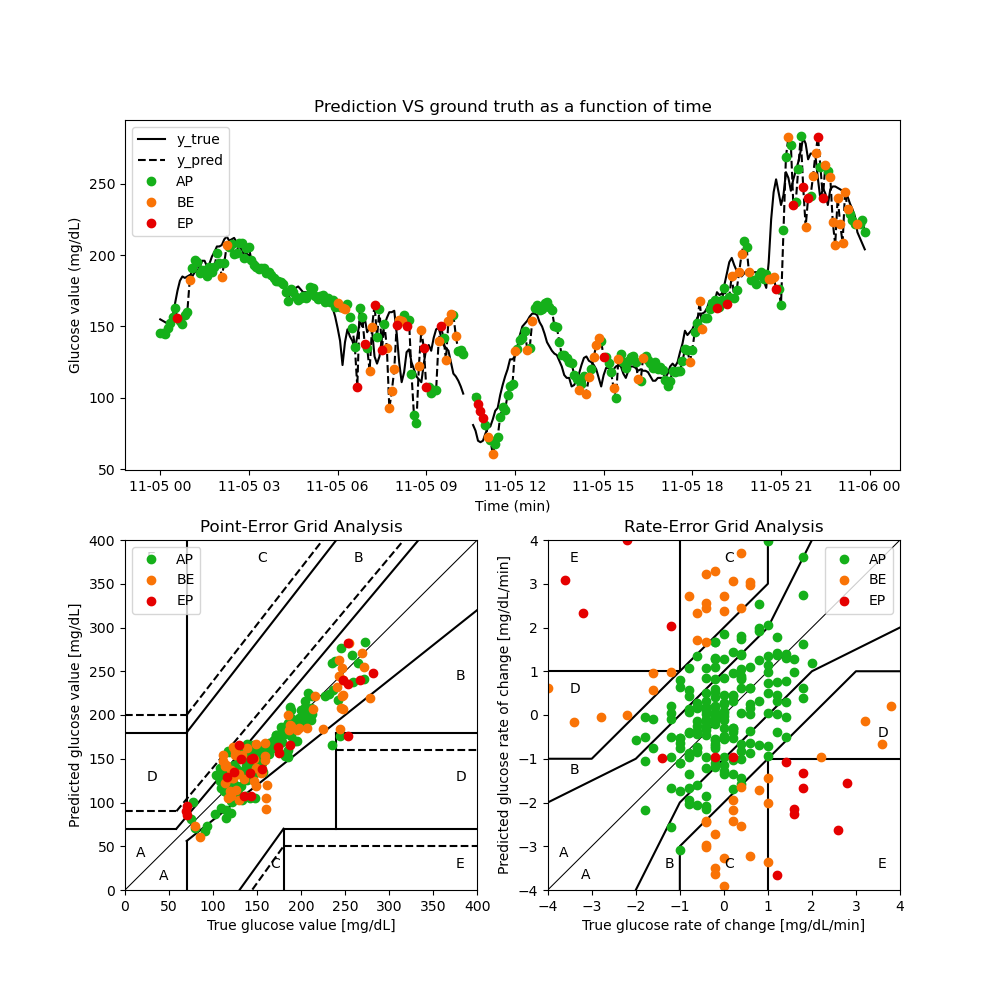 Prediction VS ground truth as a function of time
Glucose value (mg/dL)
250
200
150
100
50
y_true
y_pred
AP
BE
EP
11-05 00 11-05 03 11-05 06 11-05 09 11-05 12 11-05 15 11-05 18 11-05 21 11-06 00
Time (min)
Point-Error Grid Analysis
Predicted glucose value [mg/dL]
400
350
300
250
200
150
100
50
0
AP
BE
EP
C
B
B
D
D
A
A
C
E
0 50 100 150 200 250 300 350 400
True glucose value [mg/dL]
Rate-Error Grid Analysis
Predicted glucose rate of change [mg/dL/min]
4
3
2
1
0
−1
−2
−3
−4
E
C
AP
BE
EP
D
D
B
A
A
B
C
E
−4 −3 −2 −1 0 1 2 3 4
True glucose rate of change [mg/dL/min]